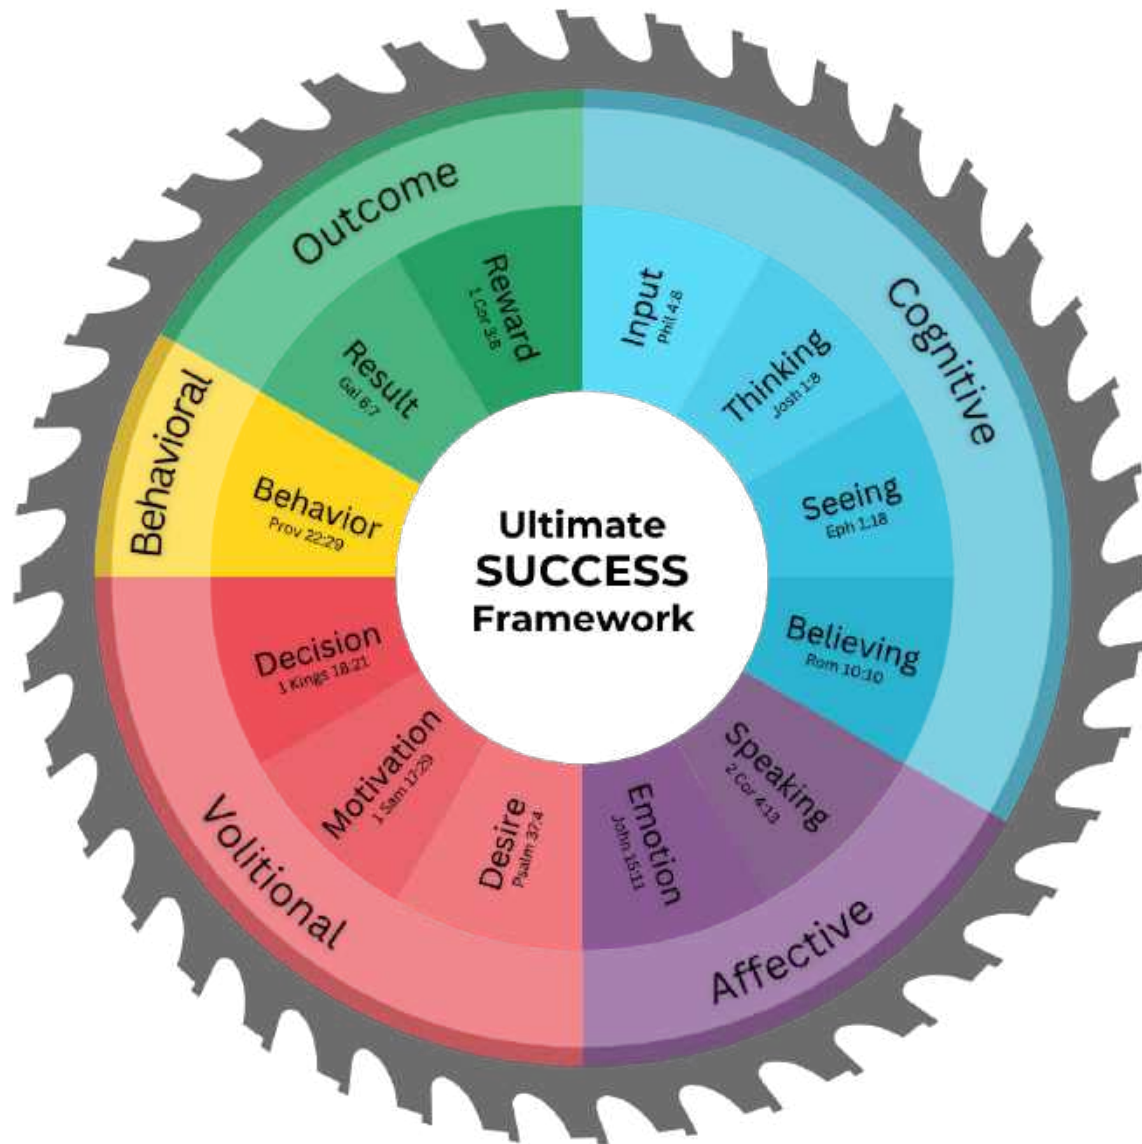 Ultimate
SUCCESS
Framework
Cognitive
Input
Phil 4:8
Thinking
Josh 1:8
Seeing
Eph 1:18
Believing
Rom 10:10
Affective
Speaking
2 Cor 4:13
Emotion
John 15:11
Volitional
Desire
Psalm 37:4
Motivation
1 Sam 17:29
Decision
1 Kings 18:21
Behavioral
Behavior
Prov 22:29
Outcome
Result
Gal 6:7
Reward
1 Cor 3:8